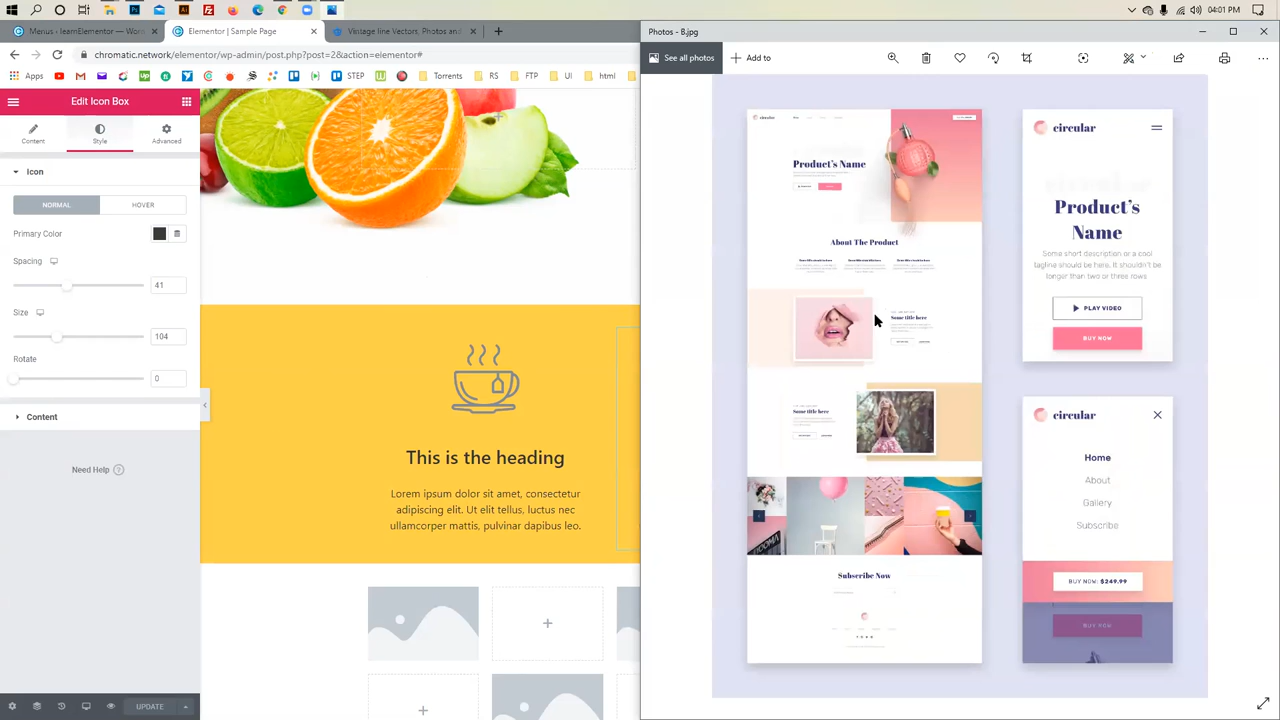 04:01 PM
Menus ‹ learnElementor — Wor
Elementor | Sample Page
Vintage line Vectors, Photos and
chromatic.network/elementor/wp-admin/post.php?post=2&action=elementor#
Apps
STEP
Torrents
RS
FTP
UI
html
Edit Icon Box
Content
Style
Advanced
Icon
NORMAL
HOVER
Primary Color
Spacing
41
Size
104
Rotate
0
Content
Need Help
UPDATE
This is the heading
Lorem ipsum dolor sit amet, consectetur
adipiscing elit. Ut elit tellus, luctus nec
ullamcorper mattis, pulvinar dapibus leo.
Photos - B.jpg
See all photos
Add to
circular
Product's Name
About The Product
Some title here
Some title here
Subscribe Now
circular
Product's
Name
Some short description or a cool
tagline should be here. It shouldn't be
longer than two or three rows
PLAY VIDEO
BUY NOW
circular
Home
About
Gallery
Subscribe
BUY NOW: $249.99
BUY NOW